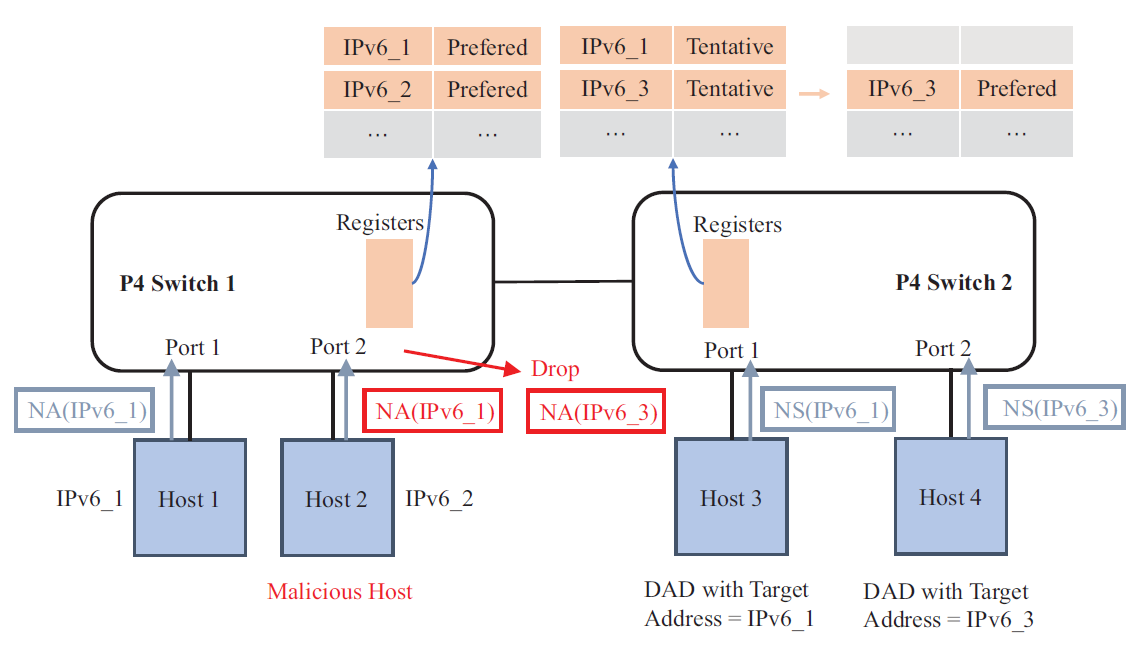 IPv6_1 Prefered IPv6_1 Tentative
IPv6_2 Prefered IPv6_3 Tentative IPv6_3 Prefered
... ... ... ... ... ...
Registers Registers
P4 Switch 1 P4 Switch 2
Port 1 Port 2 Port 1 Port 2
Drop
NA(IPv6_1) NA(IPv6_1) NA(IPv6_3) NS(IPv6_1) NS(IPv6_3)
IPv6_1 Host 1 Host 2 IPv6_2 Host 3 Host 4
Malicious Host
DAD with Target
Address = IPv6_1
DAD with Target
Address = IPv6_3